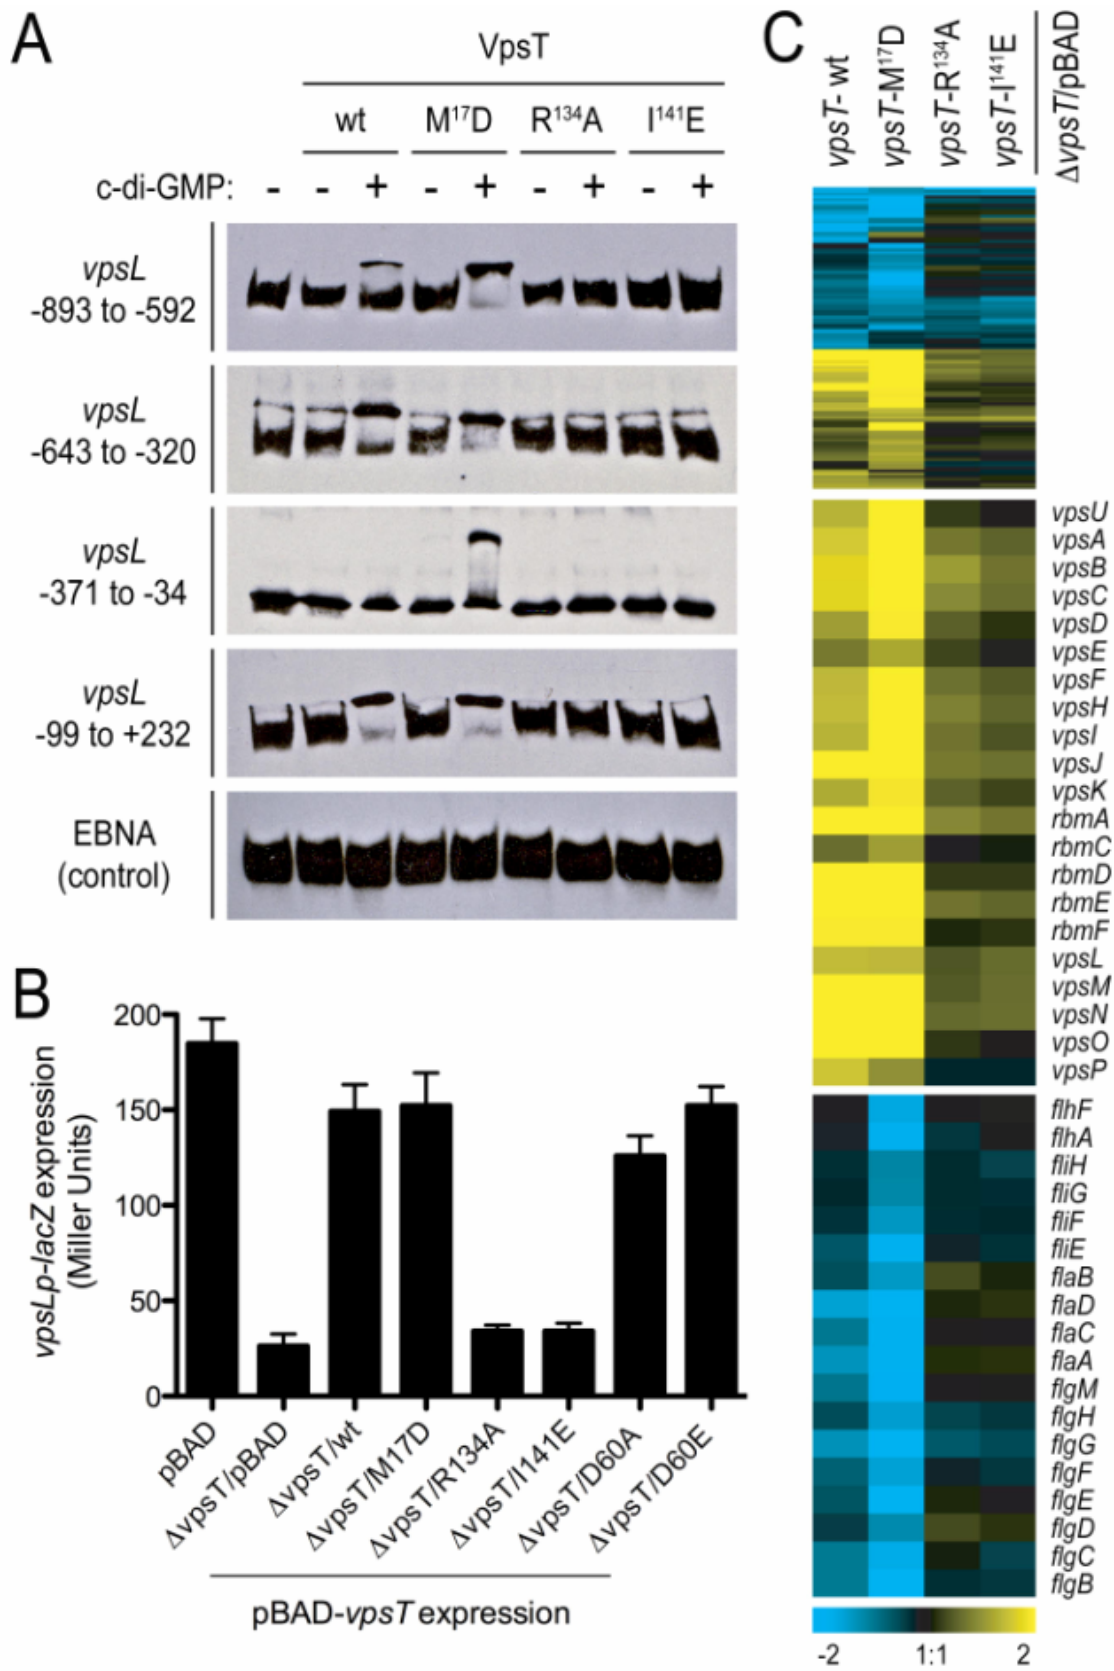 A
VpsT
wt M¹⁷D R¹³⁴A I¹⁴¹E
c-di-GMP: - - + - + - + - +
vpsL
-893 to -592
vpsL
-643 to -320
vpsL
-371 to -34
vpsL
-99 to +232
EBNA
(control)
B
vpsLp-lacZ expression
(Miller Units)
200
150
100
50
0
pBAD
ΔvpsT/pBAD
ΔvpsT/wt
ΔvpsT/M17D
ΔvpsT/R134A
ΔvpsT/I141E
ΔvpsT/D60A
ΔvpsT/D60E
pBAD-vpsT expression
C
vpsT- wt
vpsT-M¹⁷D
vpsT-R¹³⁴A
vpsT-I¹⁴¹E
ΔvpsT/pBAD
vpsU
vpsA
vpsB
vpsC
vpsD
vpsE
vpsF
vpsH
vpsI
vpsJ
vpsK
rbmA
rbmC
rbmD
rbmE
rbmF
vpsL
vpsM
vpsN
vpsO
vpsP
flhF
flhA
fliH
fliG
fliF
fliE
flaB
flaD
flaC
flaA
flgM
flgH
flgG
flgF
flgE
flgD
flgC
flgB
-2 1:1 2